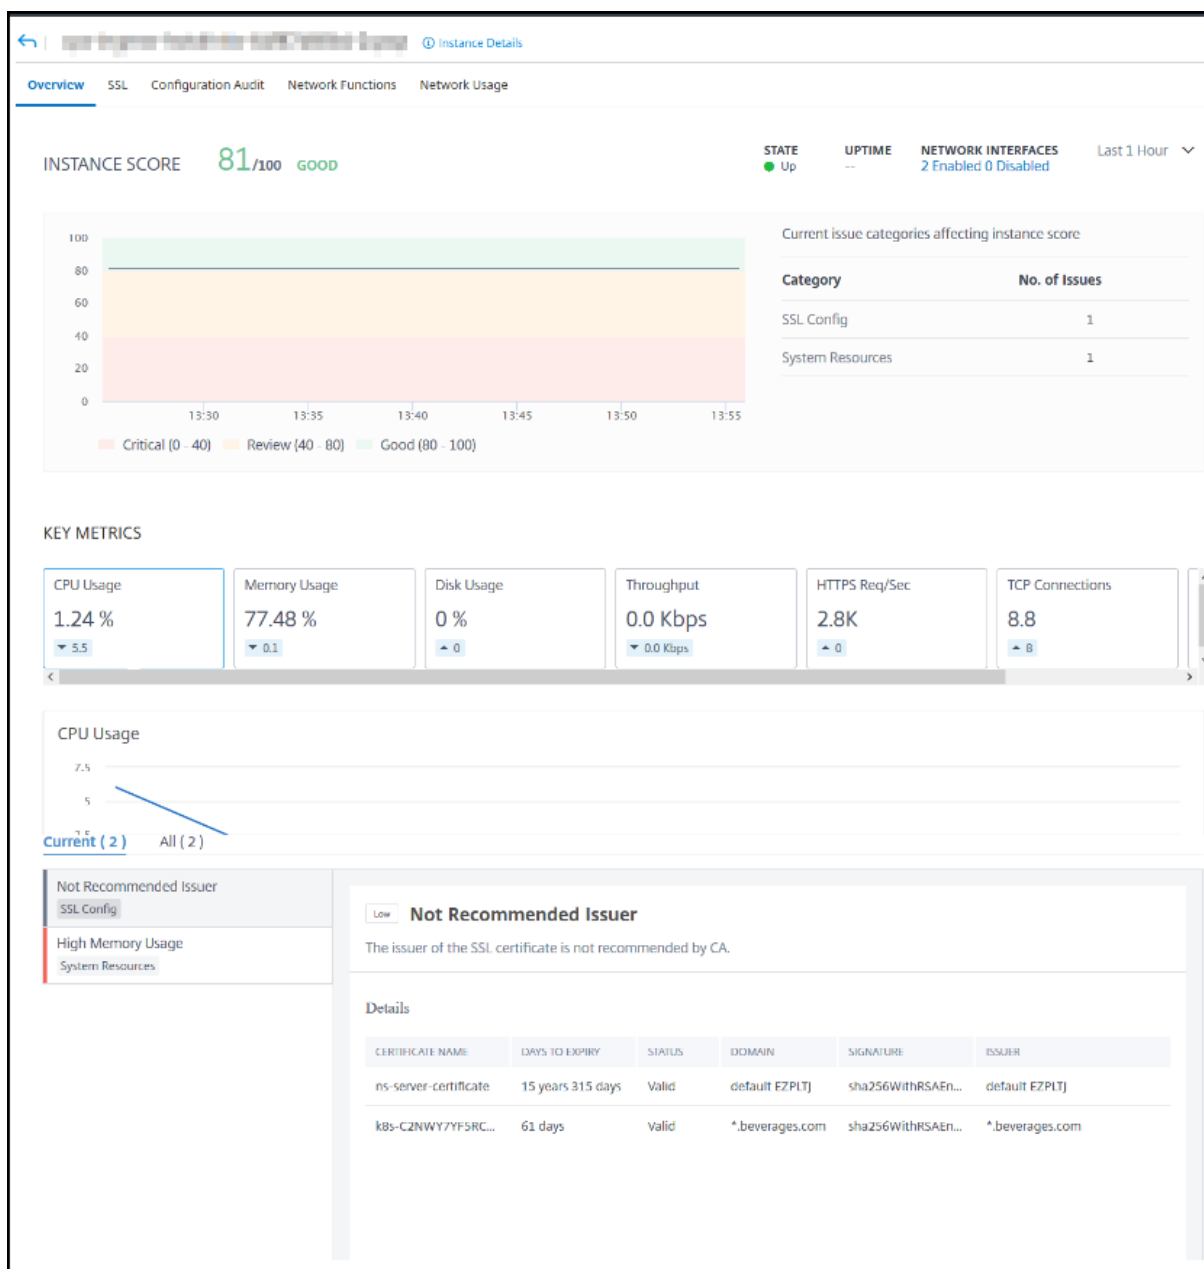 Instance Details
Overview SSL Configuration Audit Network Functions Network Usage
INSTANCE SCORE 81/100 GOOD
STATE UPTIME NETWORK INTERFACES Last 1 Hour
Up -- 2 Enabled 0 Disabled
100
80
60
40
20
0
13:30 13:35 13:40 13:45 13:50 13:55
Critical (0 - 40) Review (40 - 80) Good (80 - 100)
Current issue categories affecting instance score
Category No. of Issues
SSL Config 1
System Resources 1
KEY METRICS
CPU Usage Memory Usage Disk Usage Throughput HTTPS Req/Sec TCP Connections
1.24 % 77.48 % 0 % 0.0 Kbps 2.8K 8.8
5.5 0.1 0 0.0 Kbps 0 8
CPU Usage
7.5
5
Current ( 2 ) All ( 2 )
Not Recommended Issuer
SSL Config
High Memory Usage
System Resources
Low Not Recommended Issuer
The issuer of the SSL certificate is not recommended by CA.
Details
CERTIFICATE NAME DAYS TO EXPIRY STATUS DOMAIN SIGNATURE ISSUER
ns-server-certificate 15 years 315 days Valid default EZPLTJ sha256WithRSAEn... default EZPLTJ
k8s-C2NWY7YF5RC... 61 days Valid *.beverages.com sha256WithRSAEn... *.beverages.com